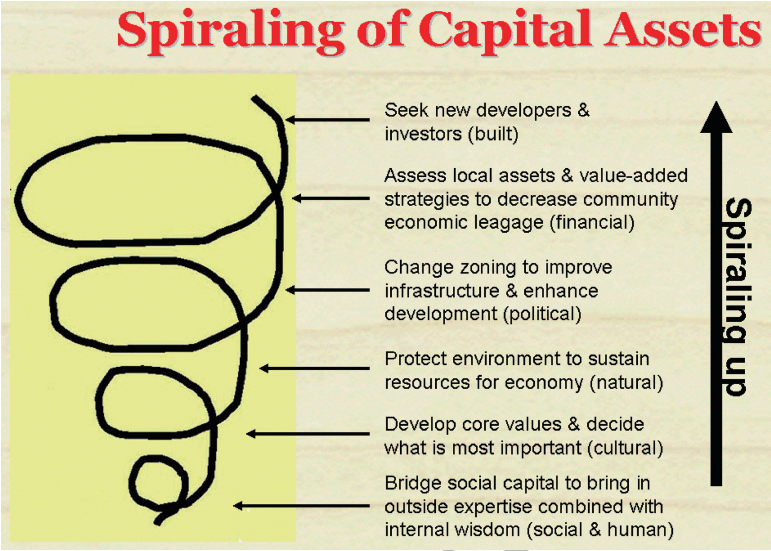 Spiraling of Capital Assets
Seek new developers &
investors (built)
Assess local assets & value-added
strategies to decrease community
economic leagage (financial)
Change zoning to improve
infrastructure & enhance
development (political)
Protect environment to sustain
resources for economy (natural)
Develop core values & decide
what is most important (cultural)
Bridge social capital to bring in
outside expertise combined with
internal wisdom (social & human)
Spiraling up